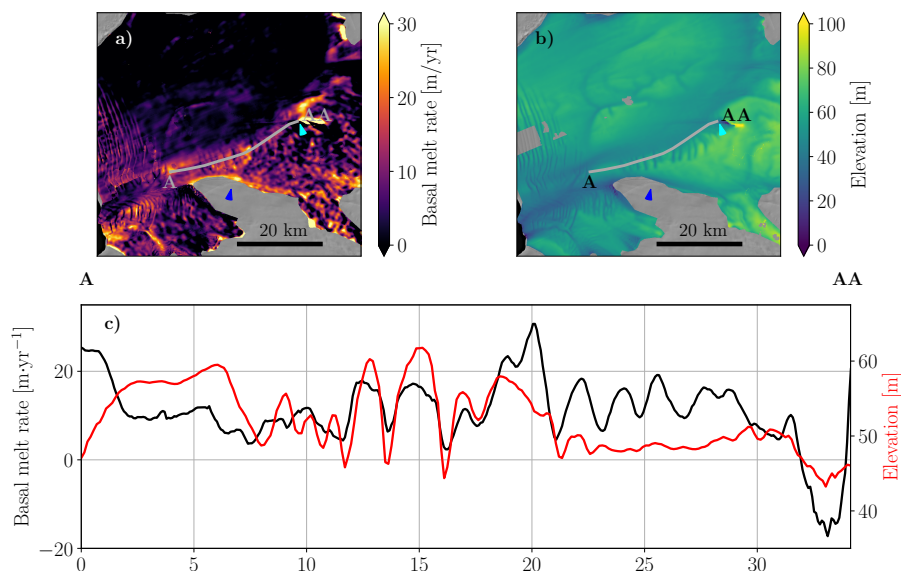 a)
AA
A
20 km
30
20
10
0
Basal melt rate [m/yr]
b)
AA
A
20 km
100
80
60
40
20
0
Elevation [m]
A
AA
c)
Basal melt rate [m·yr⁻¹]
20
0
−20
0
5
10
15
20
25
30
60
50
40
Elevation [m]